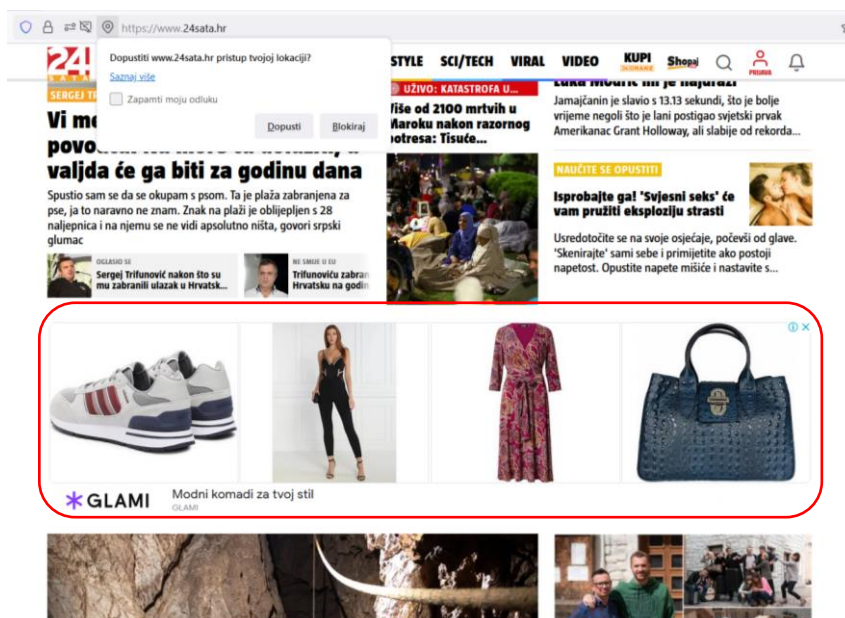 https://www.24sata.hr
Dopustiti www.24sata.hr pristup tvojoj lokaciji?
Saznaj više
Zapamti moju odluku
Dopusti
Blokiraj
24
SATA
STYLE
SCI/TECH
VIRAL
VIDEO
KUPI
Shopaj
PRIJAVA
SERGEJ
Vi
valjda će ga biti za godinu dana
Spustio sam se da se okupam s psom. Ta je plaža zabranjena za
pse, ja to naravno ne znam. Znak na plaži je oblijepljen s 28
naljepnica i na njemu se ne vidi apsolutno ništa, govori srpski
glumac
OGLASIO SE
Sergej Trifunović nakon što su
mu zabranili ulazak u Hrvatsk...
NE SMIJE U EU
Trifunoviću zabran
Hrvatsku na godin
UŽIVO: KATASTROFA U...
Više od 2100 mrtvih u
Maroku nakon razornog
potresa: Tisuće...
Luka Modrić mi je najdraži
Jamajčanin je slavio s 13.13 sekundi, što je bolje
vrijeme negoli što je lani postigao svjetski prvak
Amerikanac Grant Holloway, ali slabije od rekorda...
NAUČITE SE OPUSTITI
Isprobajte ga! 'Svjesni seks' će
vam pružiti eksploziju strasti
Usredotočite se na svoje osjećaje, počevši od glave.
'Skenirajte' sami sebe i primijetite ako postoji
napetost. Opustite napete mišiće i nastavite s...
GLAMI
Modni komadi za tvoj stil
GLAMI